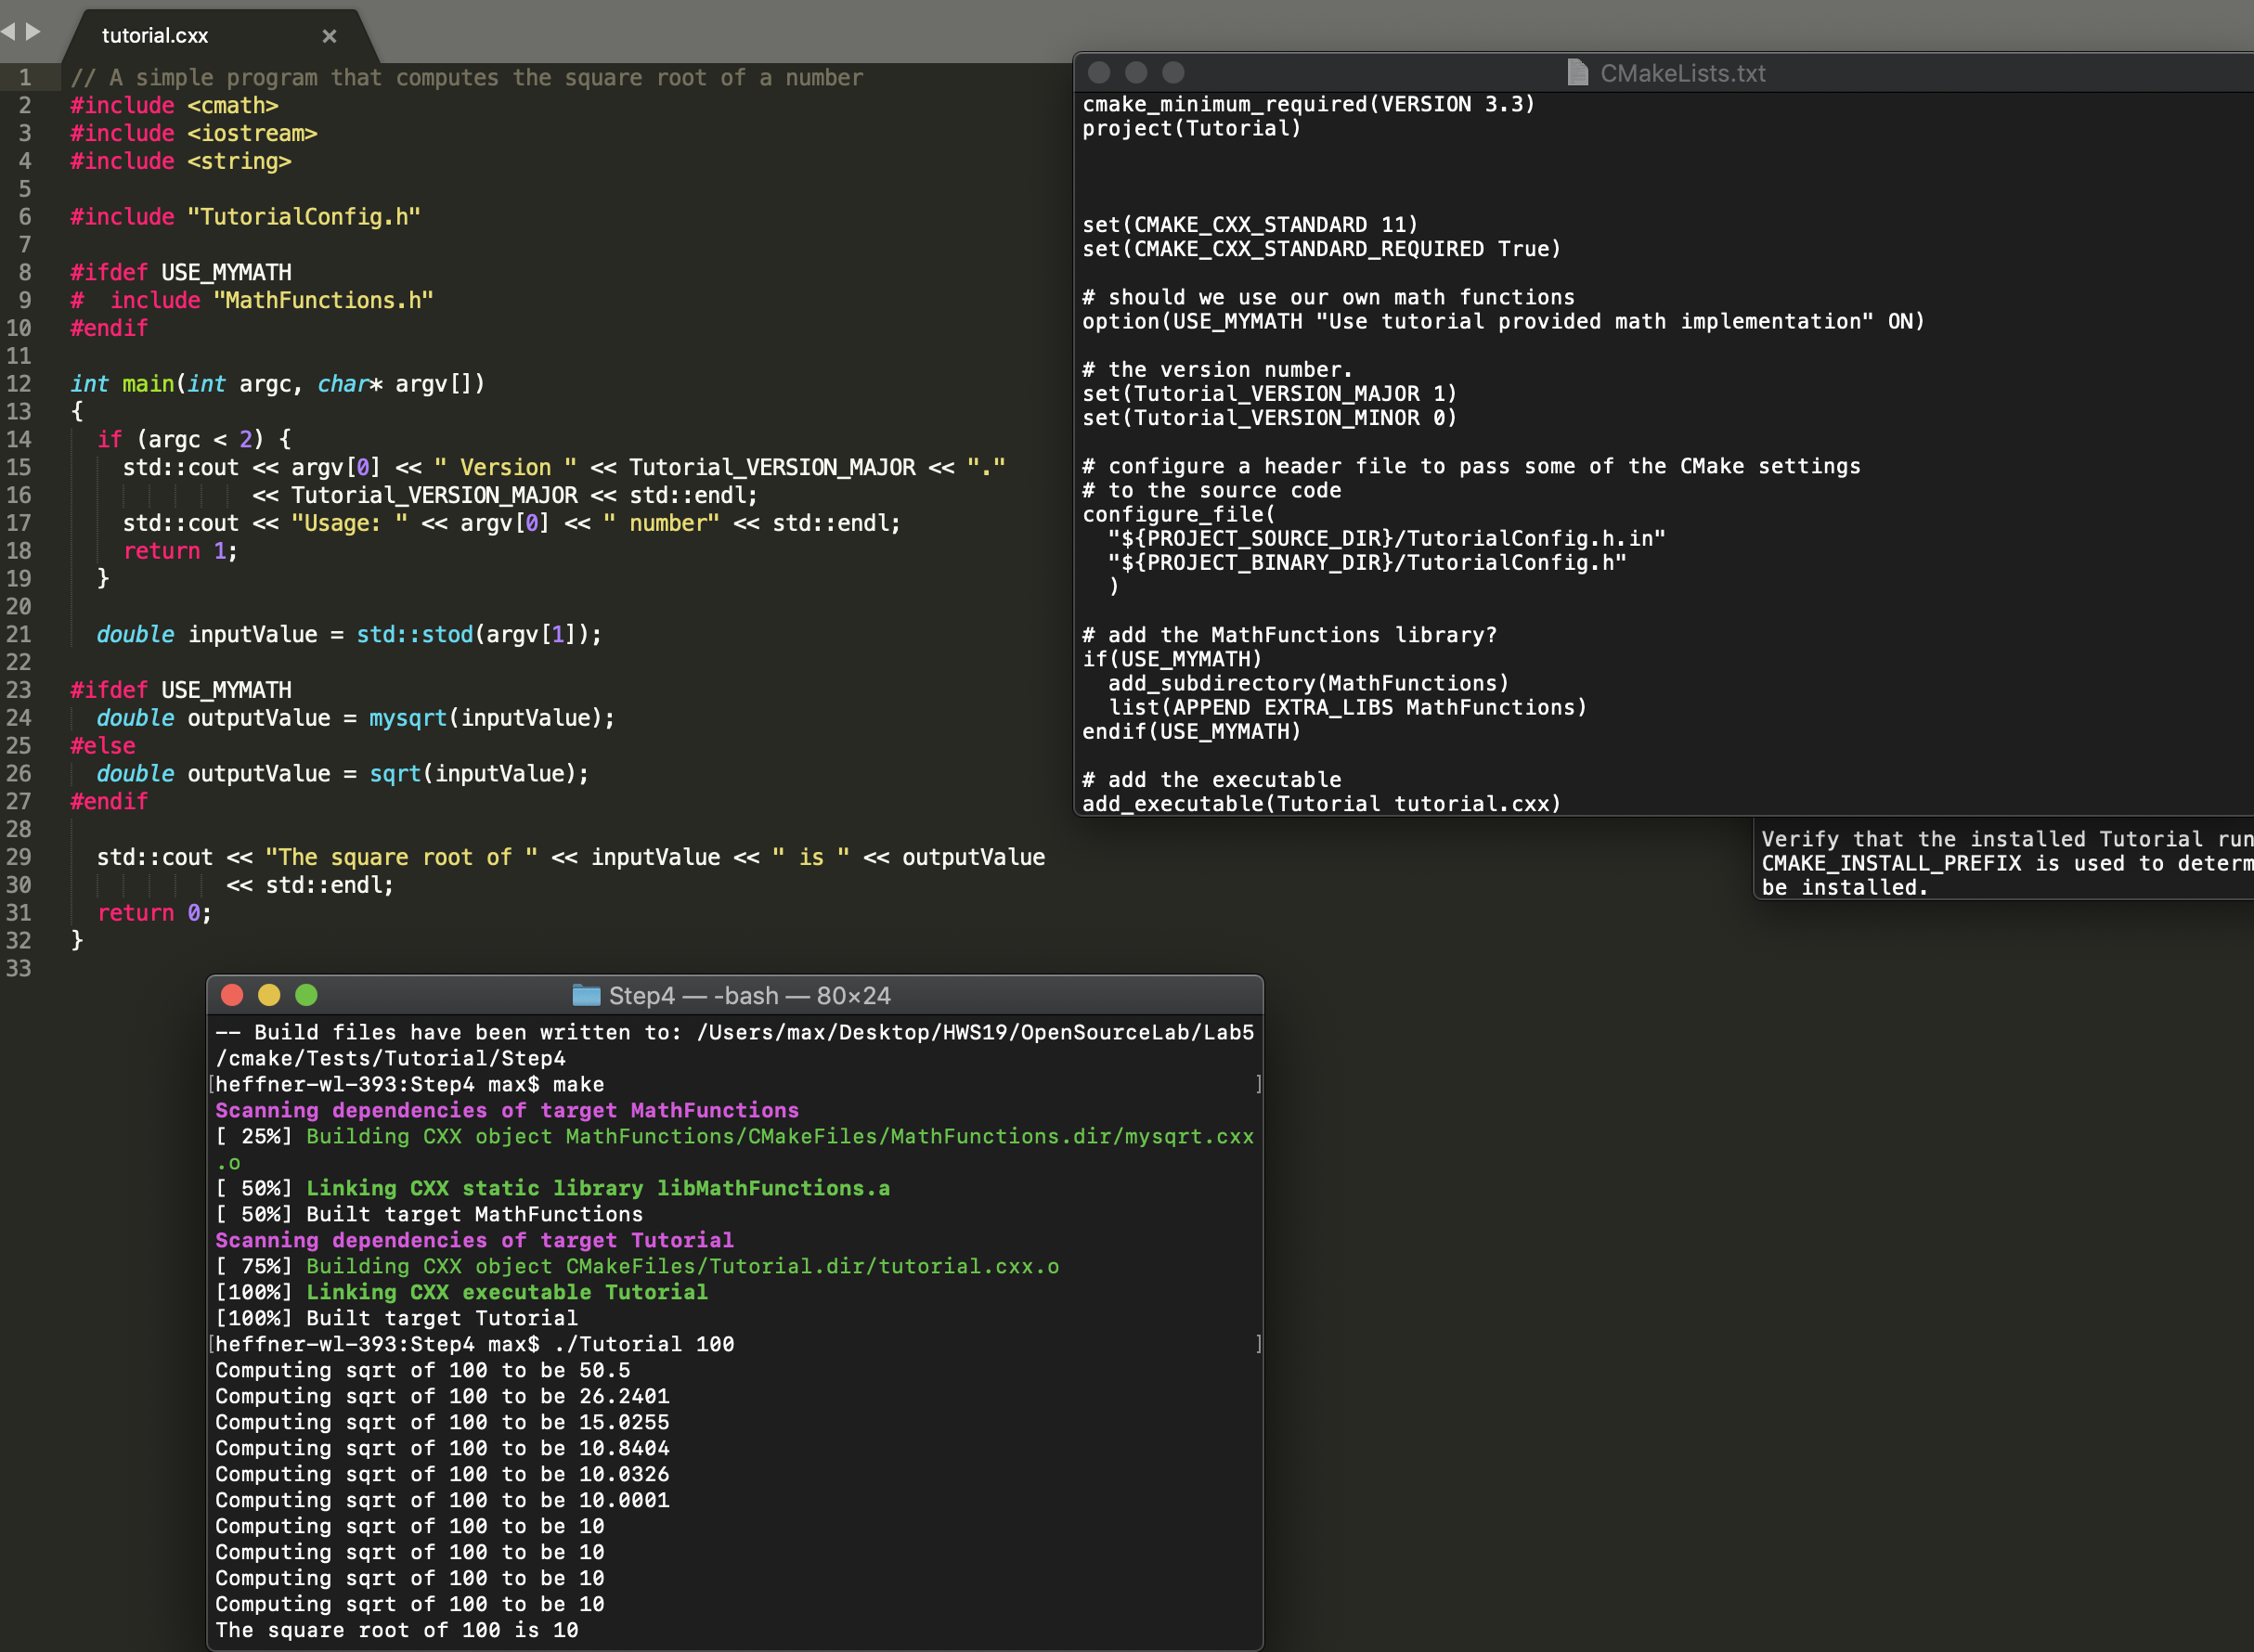 tutorial.cxx
1 // A simple program that computes the square root of a number
2 #include <cmath>
3 #include <iostream>
4 #include <string>
5
6 #include "TutorialConfig.h"
7
8 #ifdef USE_MYMATH
9 #  include "MathFunctions.h"
10 #endif
11
12 int main(int argc, char* argv[])
13 {
14   if (argc < 2) {
15     std::cout << argv[0] << " Version " << Tutorial_VERSION_MAJOR << "."
16               << Tutorial_VERSION_MAJOR << std::endl;
17     std::cout << "Usage: " << argv[0] << " number" << std::endl;
18     return 1;
19   }
20
21   double inputValue = std::stod(argv[1]);
22
23 #ifdef USE_MYMATH
24   double outputValue = mysqrt(inputValue);
25 #else
26   double outputValue = sqrt(inputValue);
27 #endif
28
29   std::cout << "The square root of " << inputValue << " is " << outputValue
30             << std::endl;
31   return 0;
32 }
33
CMakeLists.txt
cmake_minimum_required(VERSION 3.3)
project(Tutorial)
set(CMAKE_CXX_STANDARD 11)
set(CMAKE_CXX_STANDARD_REQUIRED True)
# should we use our own math functions
option(USE_MYMATH "Use tutorial provided math implementation" ON)
# the version number.
set(Tutorial_VERSION_MAJOR 1)
set(Tutorial_VERSION_MINOR 0)
# configure a header file to pass some of the CMake settings
# to the source code
configure_file(
  "${PROJECT_SOURCE_DIR}/TutorialConfig.h.in"
  "${PROJECT_BINARY_DIR}/TutorialConfig.h"
  )
# add the MathFunctions library?
if(USE_MYMATH)
  add_subdirectory(MathFunctions)
  list(APPEND EXTRA_LIBS MathFunctions)
endif(USE_MYMATH)
# add the executable
add_executable(Tutorial tutorial.cxx)
Verify that the installed Tutorial run
CMAKE_INSTALL_PREFIX is used to determ
be installed.
Step4 — -bash — 80×24
-- Build files have been written to: /Users/max/Desktop/HWS19/OpenSourceLab/Lab5
/cmake/Tests/Tutorial/Step4
[heffner-wl-393:Step4 max$ make ]
Scanning dependencies of target MathFunctions
[ 25%] Building CXX object MathFunctions/CMakeFiles/MathFunctions.dir/mysqrt.cxx
.o
[ 50%] Linking CXX static library libMathFunctions.a
[ 50%] Built target MathFunctions
Scanning dependencies of target Tutorial
[ 75%] Building CXX object CMakeFiles/Tutorial.dir/tutorial.cxx.o
[100%] Linking CXX executable Tutorial
[100%] Built target Tutorial
[heffner-wl-393:Step4 max$ ./Tutorial 100 ]
Computing sqrt of 100 to be 50.5
Computing sqrt of 100 to be 26.2401
Computing sqrt of 100 to be 15.0255
Computing sqrt of 100 to be 10.8404
Computing sqrt of 100 to be 10.0326
Computing sqrt of 100 to be 10.0001
Computing sqrt of 100 to be 10
Computing sqrt of 100 to be 10
Computing sqrt of 100 to be 10
Computing sqrt of 100 to be 10
The square root of 100 is 10